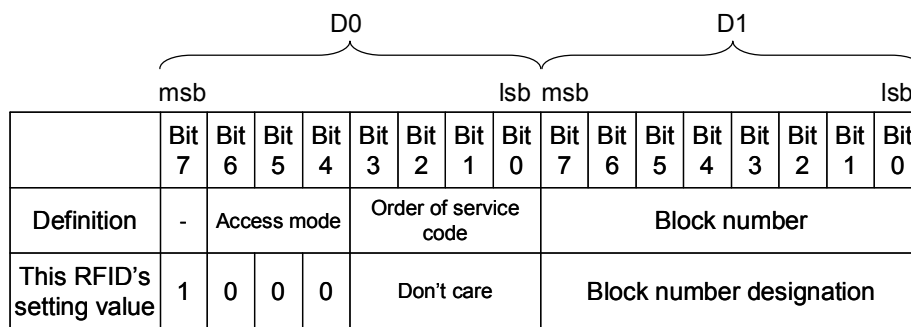 D0 D1
msb lsb msb lsb
Bit 7 Bit 6 Bit 5 Bit 4 Bit 3 Bit 2 Bit 1 Bit 0 Bit 7 Bit 6 Bit 5 Bit 4 Bit 3 Bit 2 Bit 1 Bit 0
Definition - Access mode Order of service code Block number
This RFID's setting value 1 0 0 0 Don't care Block number designation